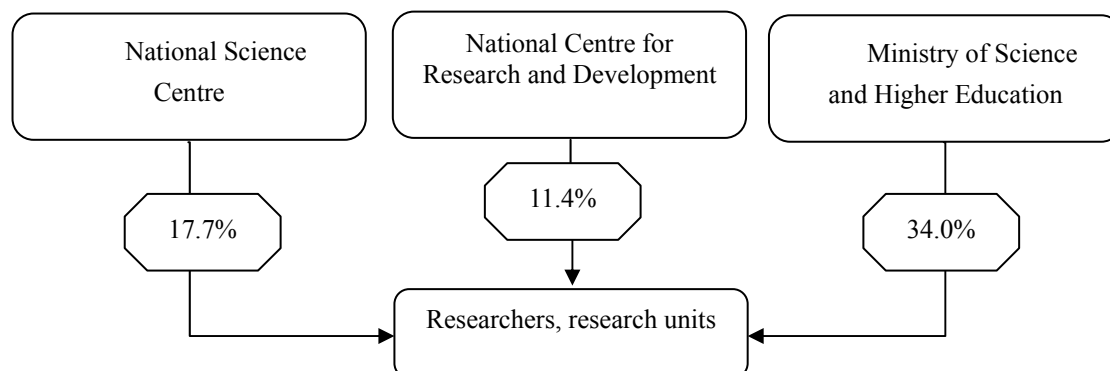 National Science
Centre
National Centre for
Research and Development
Ministry of Science
and Higher Education
17.7%
11.4%
34.0%
Researchers, research units